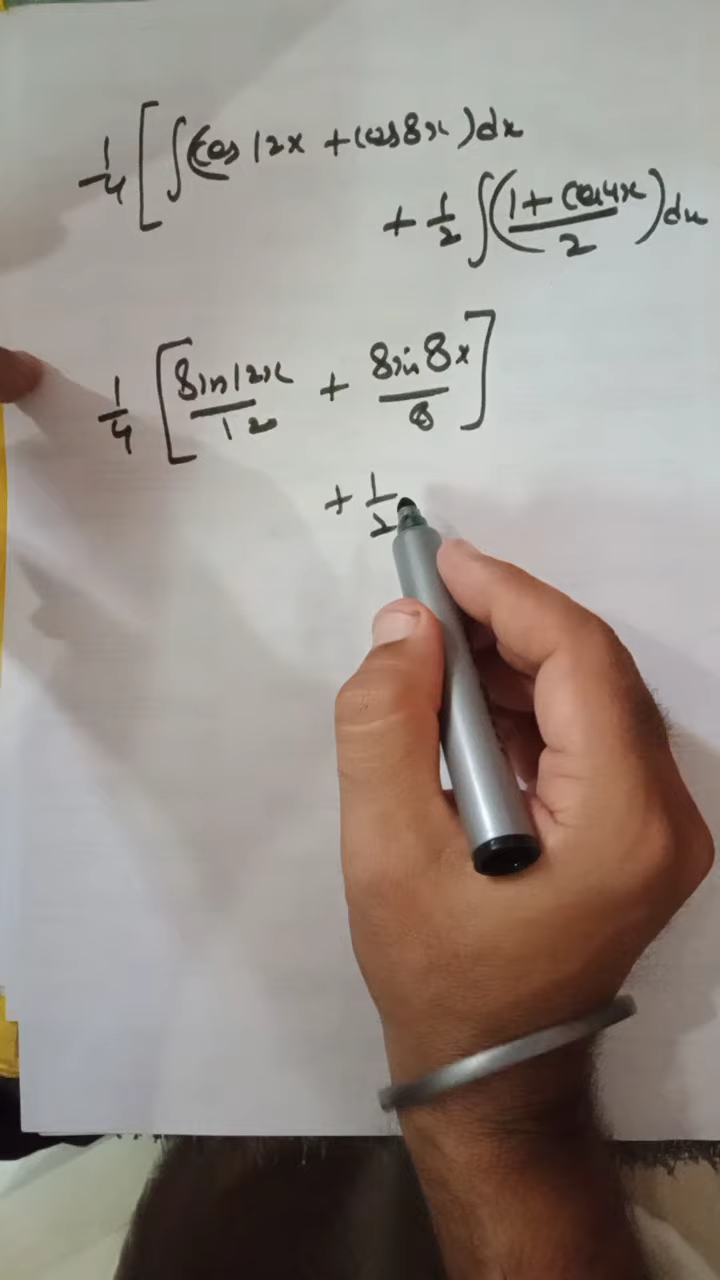 1/4 [ ∫(cos 12x + cos 8x) dx
+ 1/2 ∫((1 + cos 4x)/2) dx
1/4 [ sin 12x/12 + sin 8x/8 ]
+ 1/2